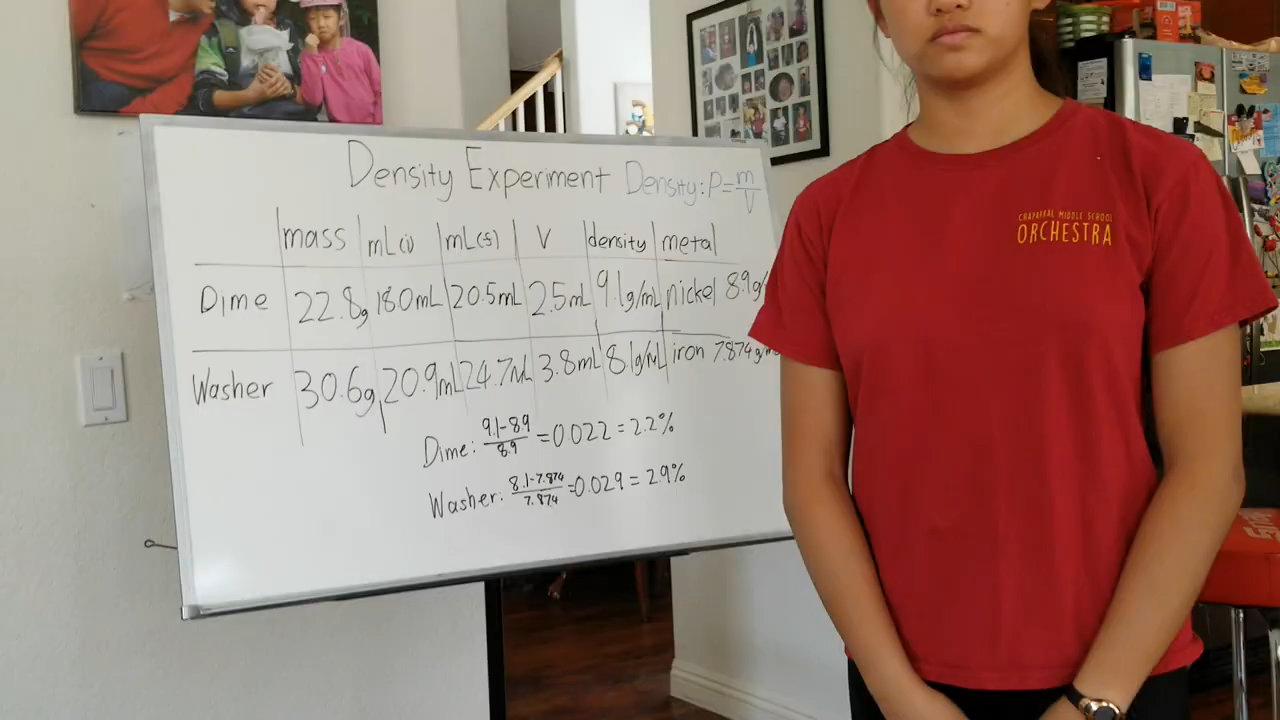 Density Experiment Density: P=m/V
mass mL(i) mL(s) V density metal
Dime 22.8g 180mL 20.5mL 2.5mL 9.1g/mL nickel 8.9g/
Washer 30.6g 20.9mL 24.7mL 3.8mL 8.1g/mL iron 7.874g/m
Dime: 9.1-8.9/8.9 =0.022 =2.2%
Washer: 8.1-7.874/7.874 =0.029 = 2.9%
CHAPARRAL MIDDLE SCHOOL
ORCHESTRA